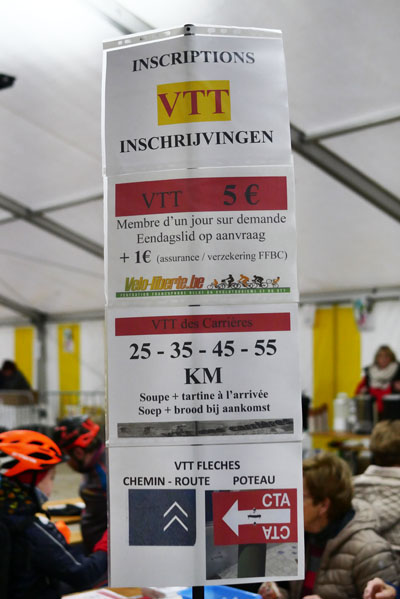 INSCRIPTIONS
VTT
INSCHRIJVINGEN
VTT 5 €
Membre d'un jour sur demande
Eendagslid op aanvraag
+ 1€ (assurance / verzekering FFBC)
Velo-liberte.be
VTT des Carrières
25 - 35 - 45 - 55
KM
Soupe + tartine à l'arrivée
Soep + brood bij aankomst
VTT FLECHES
CHEMIN - ROUTE POTEAU
CTA
CTA